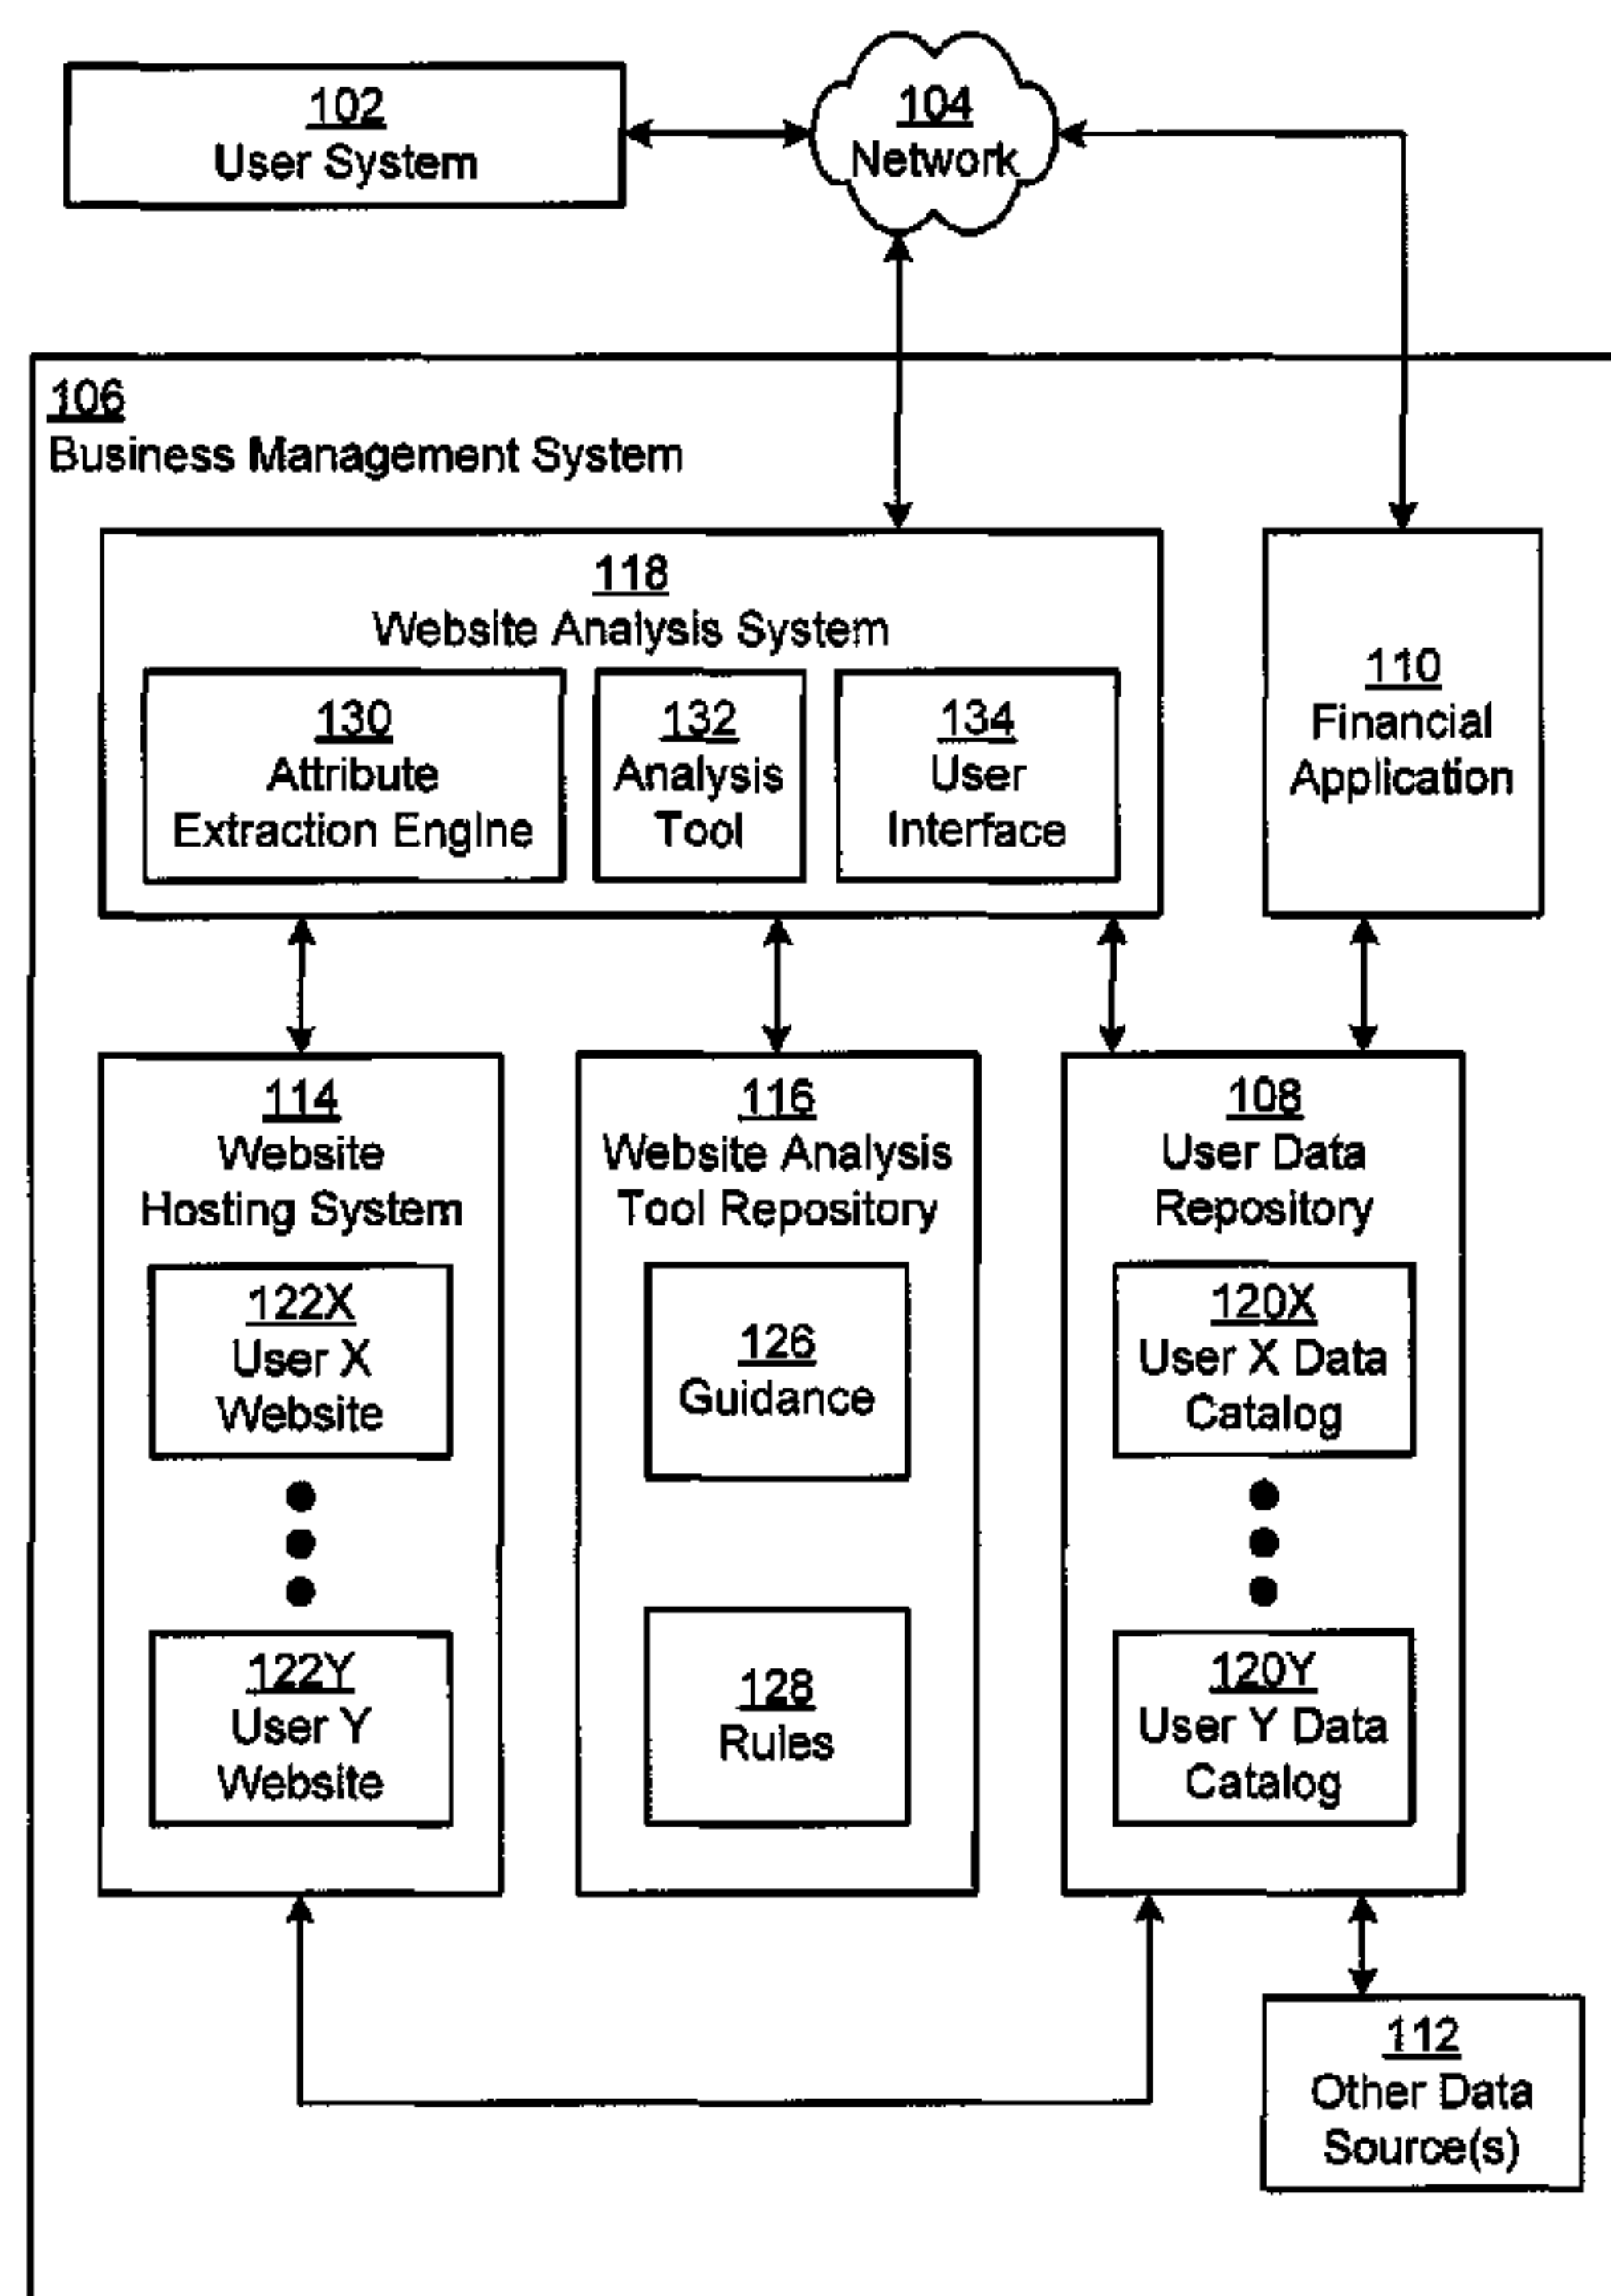 102
User System
104
Network
106
Business Management System
118
Website Analysis System
130
Attribute
Extraction Engine
132
Analysis
Tool
134
User
Interface
110
Financial
Application
114
Website
Hosting System
122X
User X
Website
122Y
User Y
Website
116
Website Analysis
Tool Repository
126
Guidance
128
Rules
108
User Data
Repository
120X
User X Data
Catalog
120Y
User Y Data
Catalog
112
Other Data
Source(s)